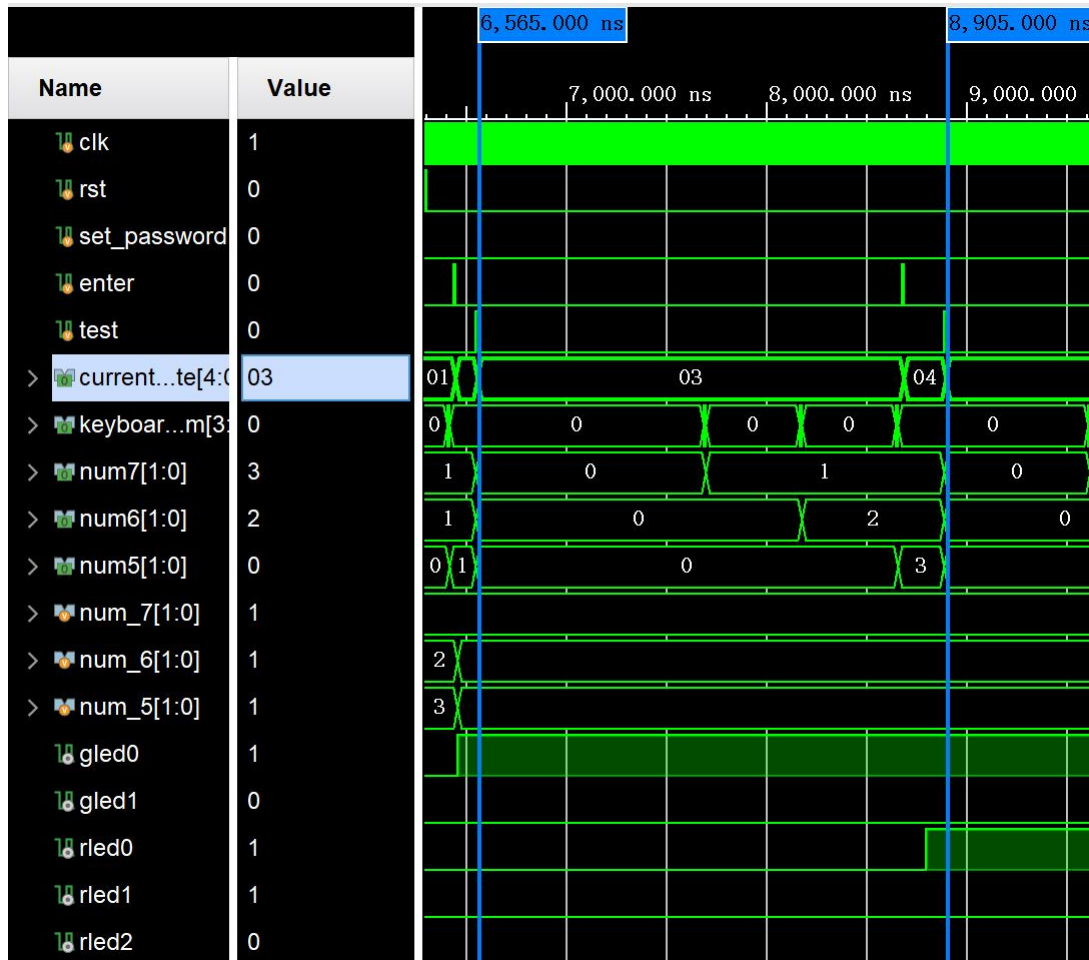 6,565.000 ns 8,905.000 ns
Name Value
7,000.000 ns 8,000.000 ns 9,000.000
clk 1
rst 0
set_password 0
enter 0
test 0
current...te[4:0 03 01 03 04
keyboar...m[3: 0 0 0 0 0 0
num7[1:0] 3 1 0 1 0
num6[1:0] 2 1 0 2 0
num5[1:0] 0 0 1 0 3
num_7[1:0] 1
num_6[1:0] 1 2
num_5[1:0] 1 3
gled0 1
gled1 0
rled0 1
rled1 1
rled2 0